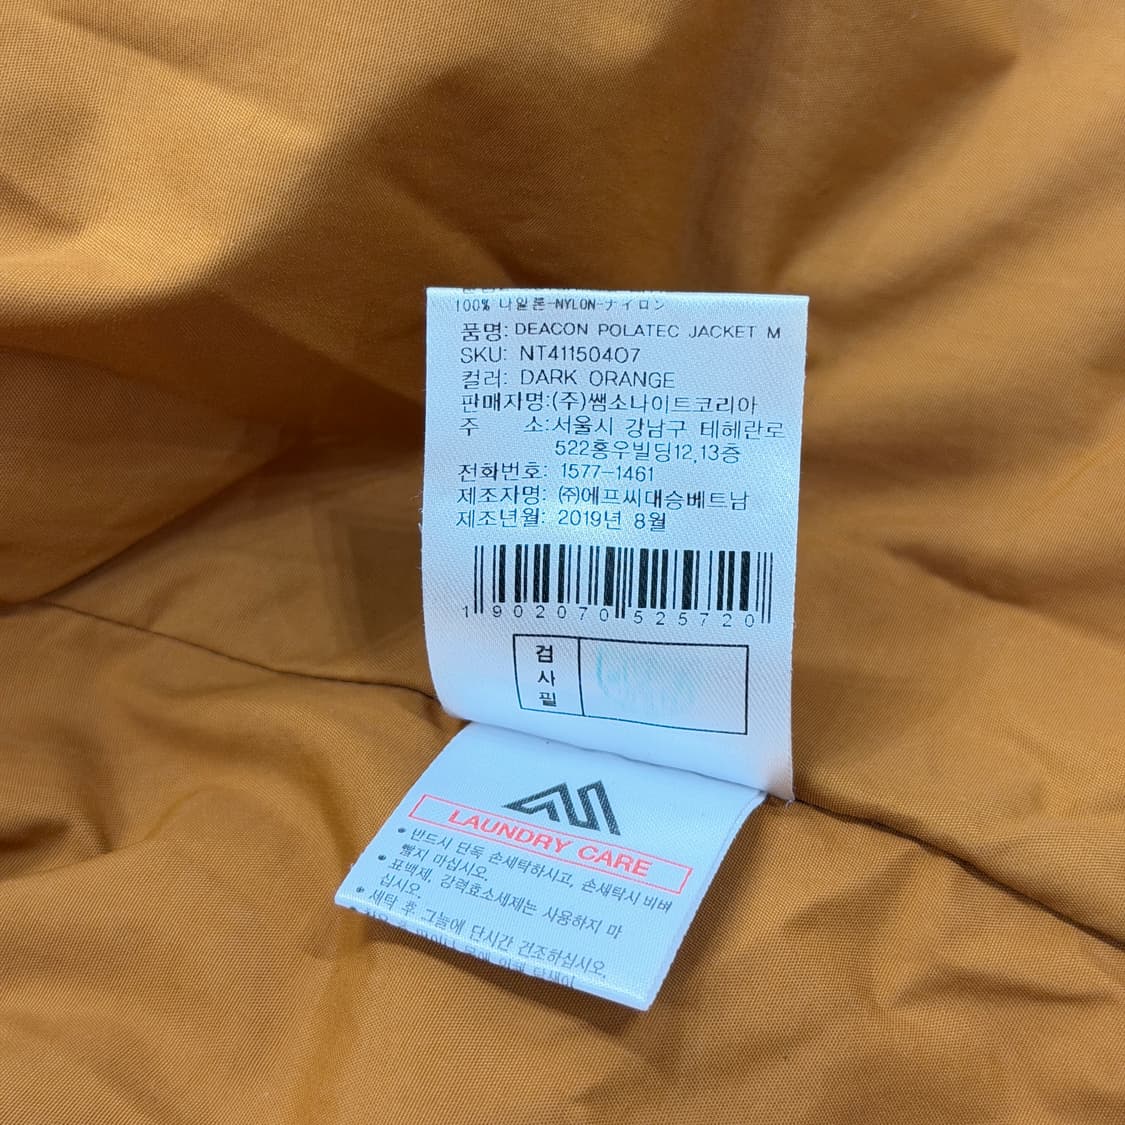 100% 나일론-NYLON-ナイロン
품명: DEACON POLATEC JACKET M
SKU: NT41150407
컬러: DARK ORANGE
판매자명:(주)쌤소나이트코리아
주 소:서울시 강남구 테헤란로
522홍우빌딩12,13층
전화번호: 1577-1461
제조자명: ㈜에프씨대승베트남
제조년월: 2019년 8월
1 902070 525720
검사필
LAUNDRY CARE
• 반드시 단독 손세탁하시고, 손세탁시 비벼
빨지 마십시오.
• 표백제, 강력효소세제는 사용하지 마
십시오.
• 세탁 후 그늘에 단시간 건조하십시오.